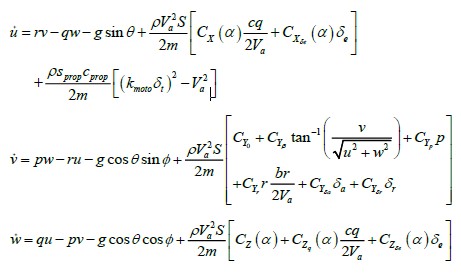 u̇ = rv − qw − g sin θ + (ρV_a²S / 2m) [ C_X(α) (cq / 2V_a) + C_{X_{δe}}(α) δ_e ]
+ (ρs_prop c_prop / 2m) [ (k_moto δ_t)² − V_a² ]
v̇ = pw − ru − g cos θ sin ϕ + (ρV_a²S / 2m) [ C_{Y_0} + C_{Y_β} tan⁻¹( v / √(u² + w²) ) + C_{Y_p} p
+ C_{Y_r} r (br / 2V_a) + C_{Y_{δa}} δ_a + C_{Y_{δr}} δ_r ]
ẇ = qu − pv − g cos θ cos ϕ + (ρV_a²S / 2m) [ C_Z(α) + C_{Z_q}(α) (cq / 2V_a) + C_{Z_{δe}}(α) δ_e ]